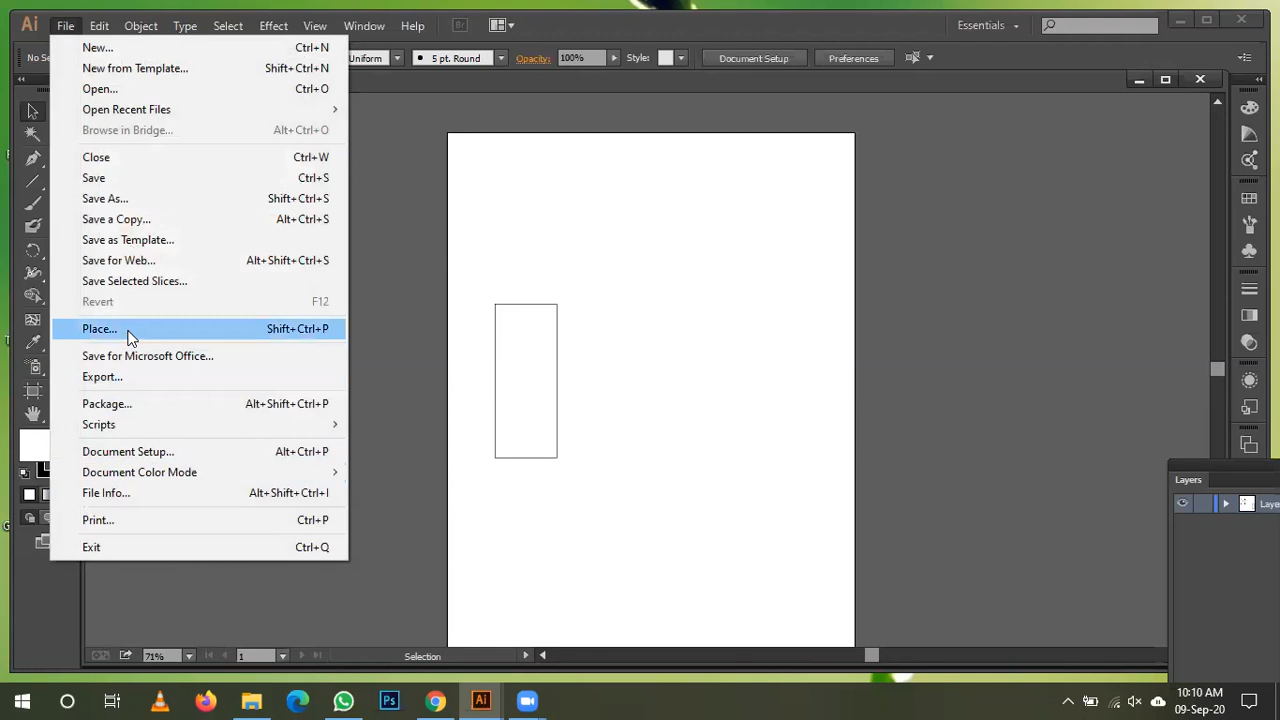 Ai File Edit Object Type Select Effect View Window Help Br Essentials
Uniform 5 pt. Round Opacity: 100% Style: Document Setup Preferences
New... Ctrl+N
New from Template... Shift+Ctrl+N
Open... Ctrl+O
Open Recent Files
Browse in Bridge... Alt+Ctrl+O
Close Ctrl+W
Save Ctrl+S
Save As... Shift+Ctrl+S
Save a Copy... Alt+Ctrl+S
Save as Template...
Save for Web... Alt+Shift+Ctrl+S
Save Selected Slices...
Revert F12
Place... Shift+Ctrl+P
Save for Microsoft Office...
Export...
Package... Alt+Shift+Ctrl+P
Scripts
Document Setup... Alt+Ctrl+P
Document Color Mode
File Info... Alt+Shift+Ctrl+I
Print... Ctrl+P
Exit Ctrl+Q
Layers
71% 1 Selection
Ps Ai
10:10 AM
09-Sep-20